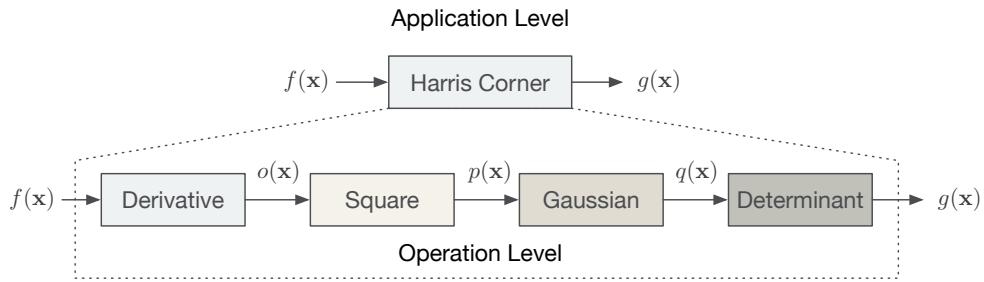 Application Level
f(x) Harris Corner g(x)
o(x) p(x) q(x)
f(x) Derivative Square Gaussian Determinant g(x)
Operation Level